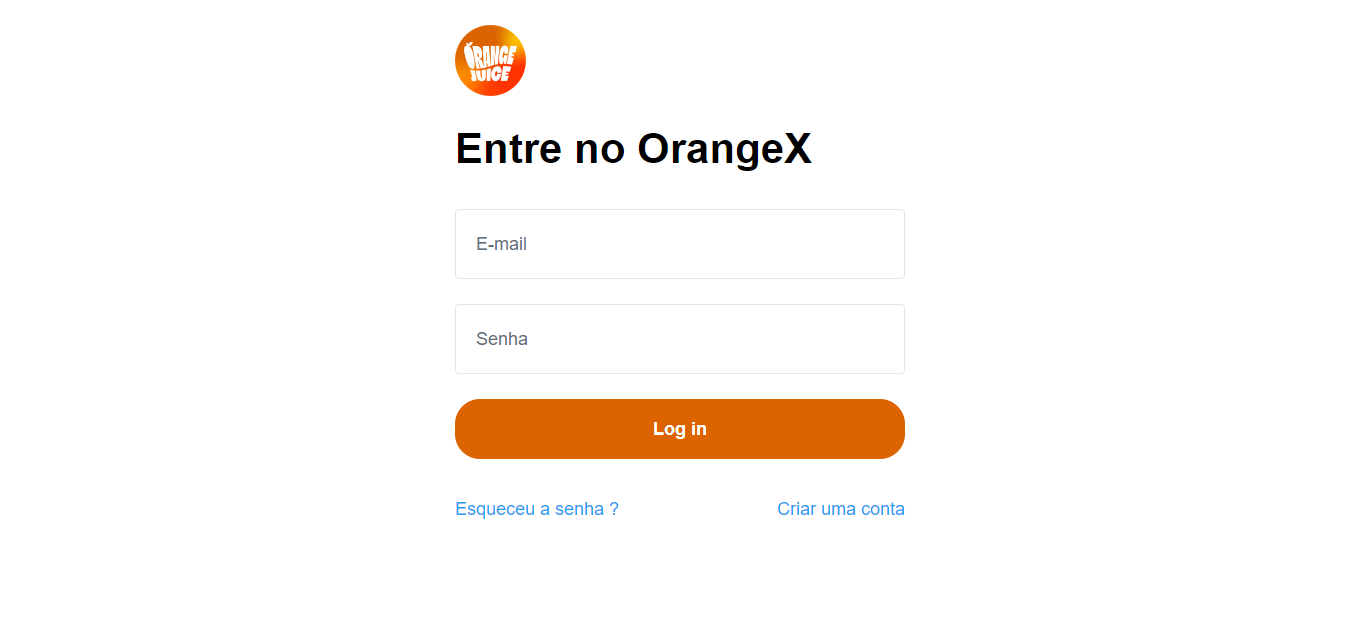 ORANGE
JUICE
Entre no OrangeX
E-mail
Senha
Log in
Esqueceu a senha ?
Criar uma conta